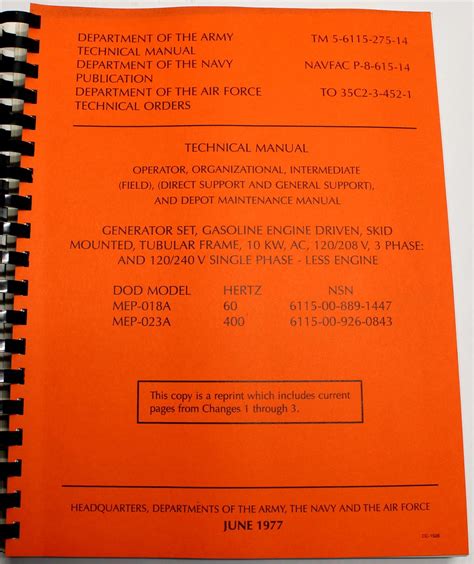 DEPARTMENT OF THE ARMY TM 5-6115-275-14
TECHNICAL MANUAL
DEPARTMENT OF THE NAVY NAVFAC P-8-615-14
PUBLICATION
DEPARTMENT OF THE AIR FORCE TO 35C2-3-452-1
TECHNICAL ORDERS
TECHNICAL MANUAL
OPERATOR, ORGANIZATIONAL, INTERMEDIATE
(FIELD), (DIRECT SUPPORT AND GENERAL SUPPORT),
AND DEPOT MAINTENANCE MANUAL
GENERATOR SET, GASOLINE ENGINE DRIVEN, SKID
MOUNTED, TUBULAR FRAME, 10 KW, AC, 120/208 V, 3 PHASE:
AND 120/240 V SINGLE PHASE - LESS ENGINE
DOD MODEL HERTZ NSN
MEP-018A 60 6115-00-889-1447
MEP-023A 400 6115-00-926-0843
This copy is a reprint which includes current
pages from Changes 1 through 3.
HEADQUARTERS, DEPARTMENTS OF THE ARMY, THE NAVY AND THE AIR FORCE
JUNE 1977